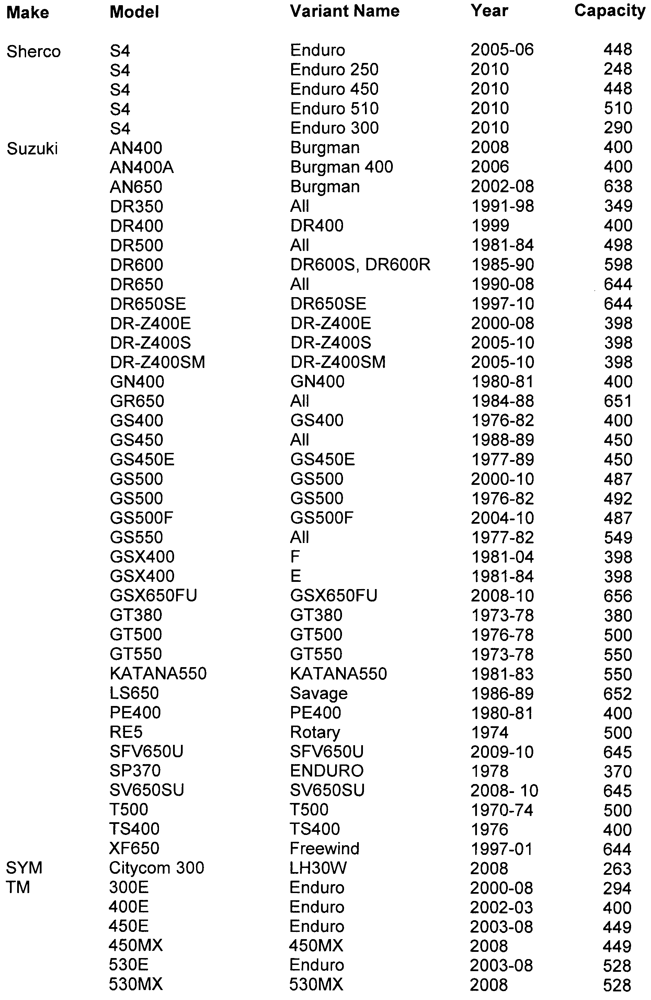 Make Model Variant Name Year Capacity
Sherco S4 Enduro 2005-06 448
S4 Enduro 250 2010 248
S4 Enduro 450 2010 448
S4 Enduro 510 2010 510
S4 Enduro 300 2010 290
Suzuki AN400 Burgman 2008 400
AN400A Burgman 400 2006 400
AN650 Burgman 2002-08 638
DR350 All 1991-98 349
DR400 DR400 1999 400
DR500 All 1981-84 498
DR600 DR600S, DR600R 1985-90 598
DR650 All 1990-08 644
DR650SE DR650SE 1997-10 644
DR-Z400E DR-Z400E 2000-08 398
DR-Z400S DR-Z400S 2005-10 398
DR-Z400SM DR-Z400SM 2005-10 398
GN400 GN400 1980-81 400
GR650 All 1984-88 651
GS400 GS400 1976-82 400
GS450 All 1988-89 450
GS450E GS450E 1977-89 450
GS500 GS500 2000-10 487
GS500 GS500 1976-82 492
GS500F GS500F 2004-10 487
GS550 All 1977-82 549
GSX400 F 1981-04 398
GSX400 E 1981-84 398
GSX650FU GSX650FU 2008-10 656
GT380 GT380 1973-78 380
GT500 GT500 1976-78 500
GT550 GT550 1973-78 550
KATANA550 KATANA550 1981-83 550
LS650 Savage 1986-89 652
PE400 PE400 1980-81 400
RE5 Rotary 1974 500
SFV650U SFV650U 2009-10 645
SP370 ENDURO 1978 370
SV650SU SV650SU 2008- 10 645
T500 T500 1970-74 500
TS400 TS400 1976 400
XF650 Freewind 1997-01 644
SYM Citycom 300 LH30W 2008 263
TM 300E Enduro 2000-08 294
400E Enduro 2002-03 400
450E Enduro 2003-08 449
450MX 450MX 2008 449
530E Enduro 2003-08 528
530MX 530MX 2008 528